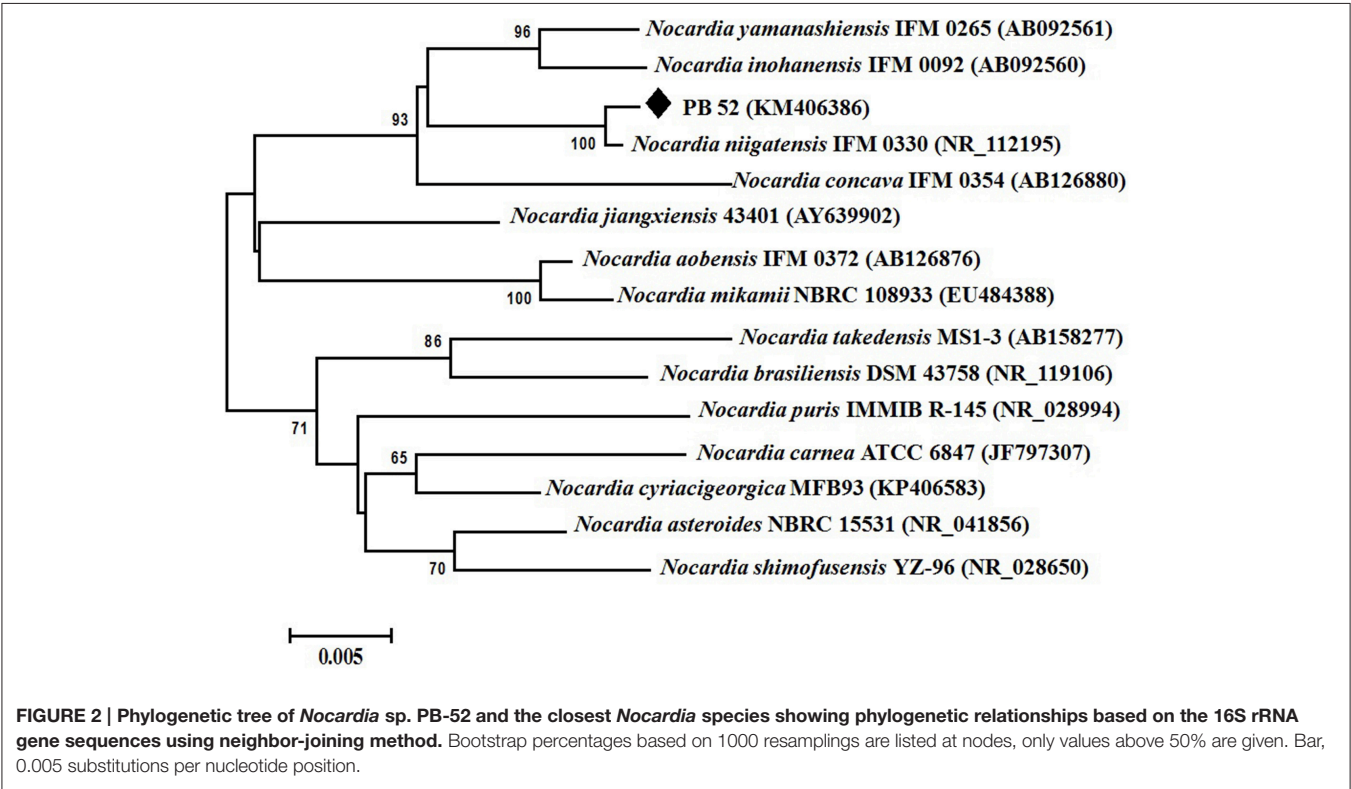 96
Nocardia yamanashiensis IFM 0265 (AB092561)
Nocardia inohanensis IFM 0092 (AB092560)
93
PB 52 (KM406386)
100
Nocardia niigatensis IFM 0330 (NR_112195)
Nocardia concava IFM 0354 (AB126880)
Nocardia jiangxiensis 43401 (AY639902)
Nocardia aobensis IFM 0372 (AB126876)
100
Nocardia mikamii NBRC 108933 (EU484388)
86
Nocardia takedensis MS1-3 (AB158277)
Nocardia brasiliensis DSM 43758 (NR_119106)
Nocardia puris IMMIB R-145 (NR_028994)
71
65
Nocardia carnea ATCC 6847 (JF797307)
Nocardia cyriacigeorgica MFB93 (KP406583)
Nocardia asteroides NBRC 15531 (NR_041856)
70
Nocardia shimofusensis YZ-96 (NR_028650)
0.005
FIGURE 2 | Phylogenetic tree of Nocardia sp. PB-52 and the closest Nocardia species showing phylogenetic relationships based on the 16S rRNA
gene sequences using neighbor-joining method. Bootstrap percentages based on 1000 resamplings are listed at nodes, only values above 50% are given. Bar,
0.005 substitutions per nucleotide position.